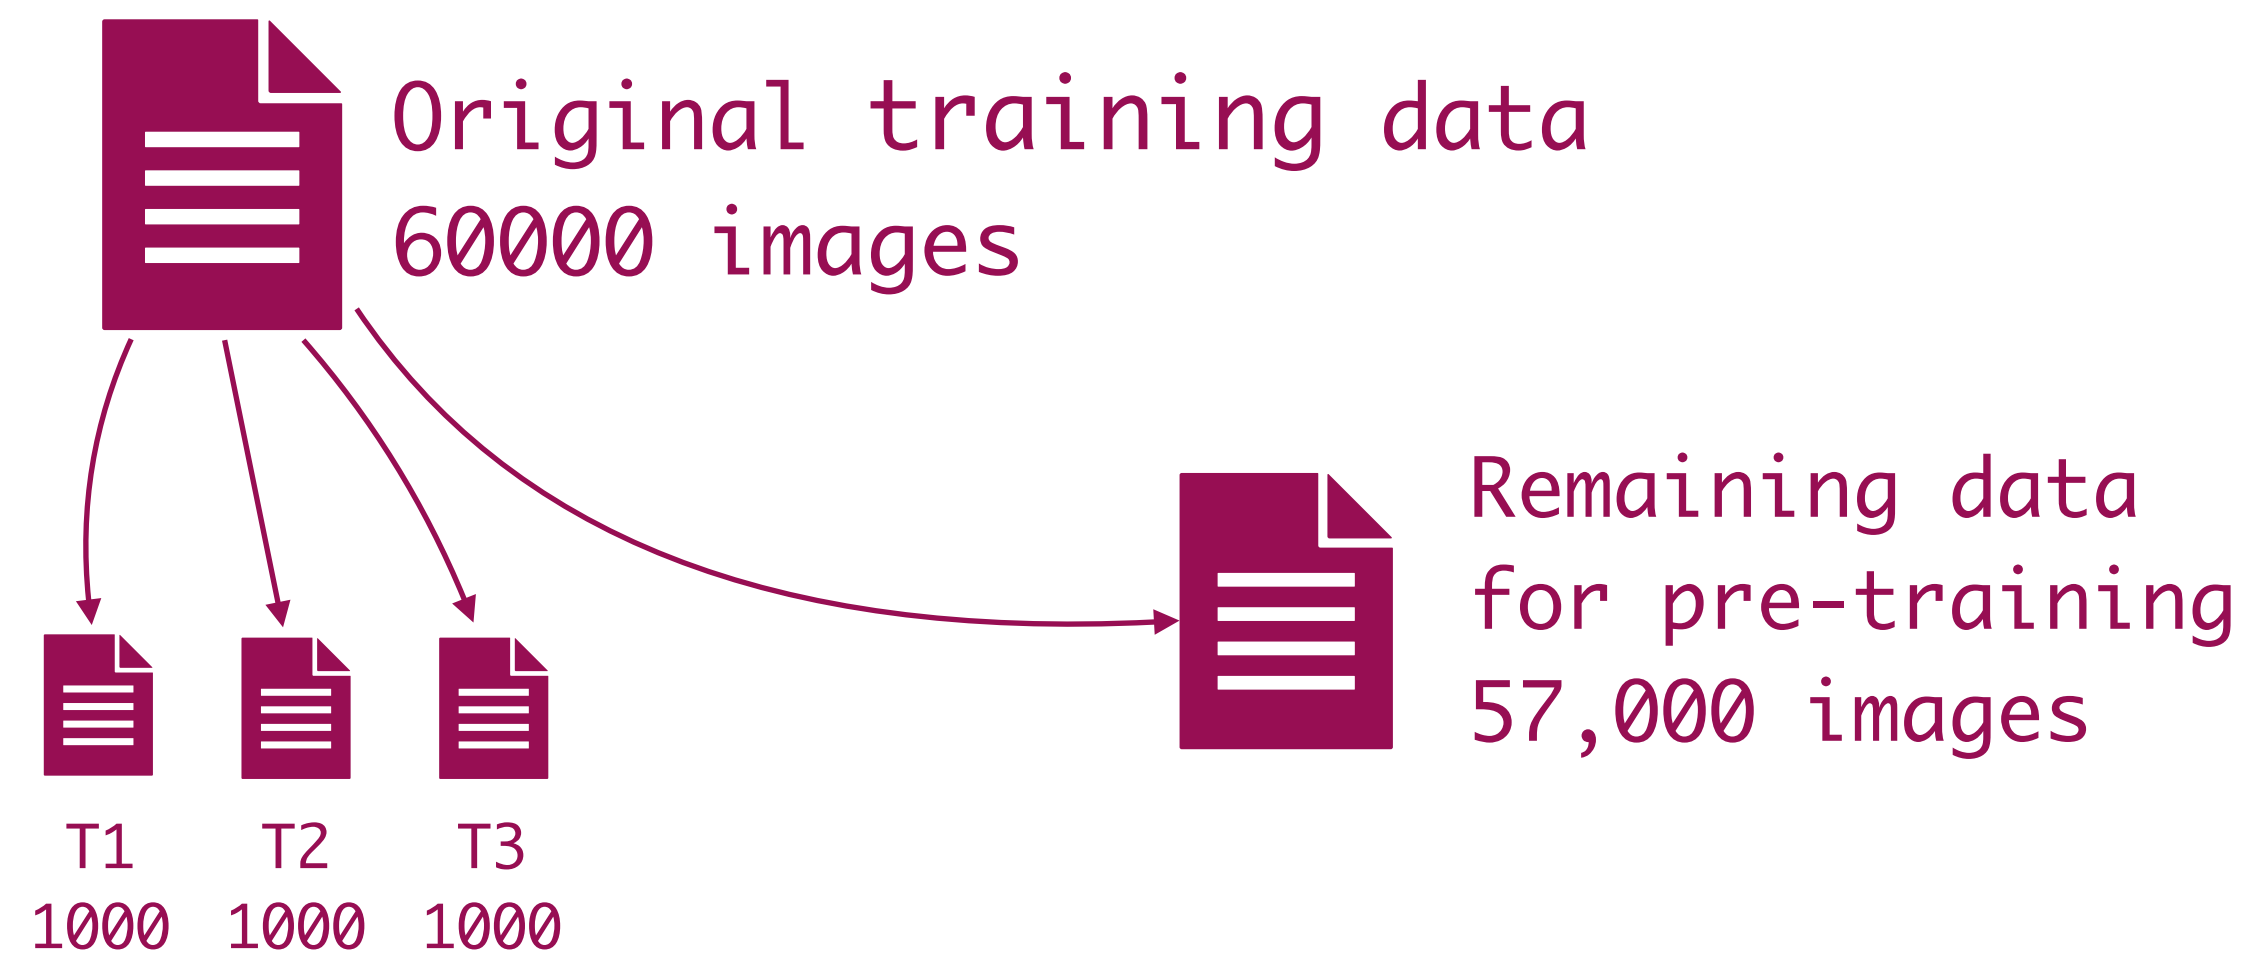 Original training data
60000 images
Remaining data
for pre-training
57,000 images
T1
1000
T2
1000
T3
1000